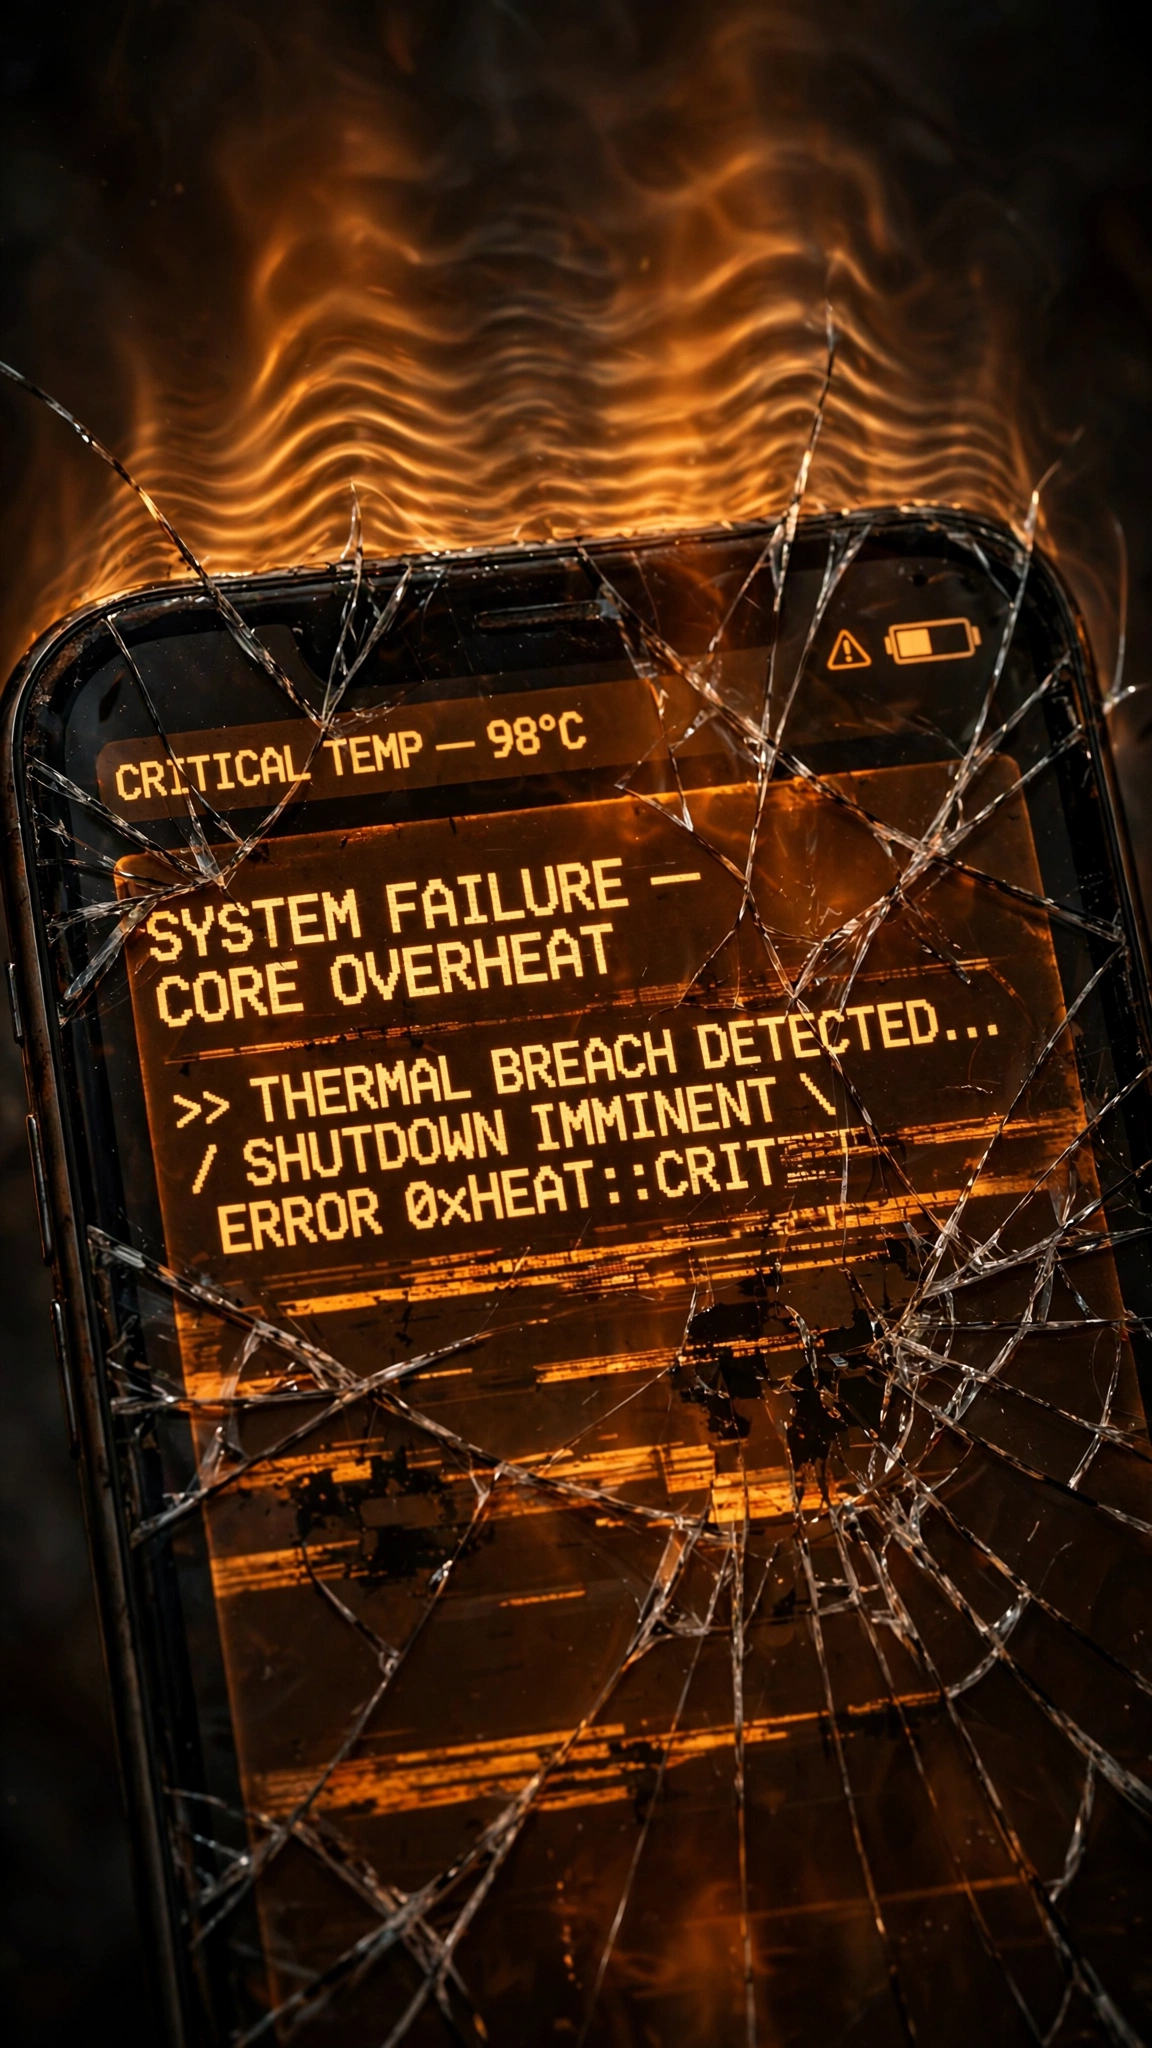 CRITICAL TEMP — 98°C
SYSTEM FAILURE —
CORE OVERHEAT
>> THERMAL BREACH DETECTED...
/ SHUTDOWN IMMINENT \
ERROR 0xHEAT::CRIT